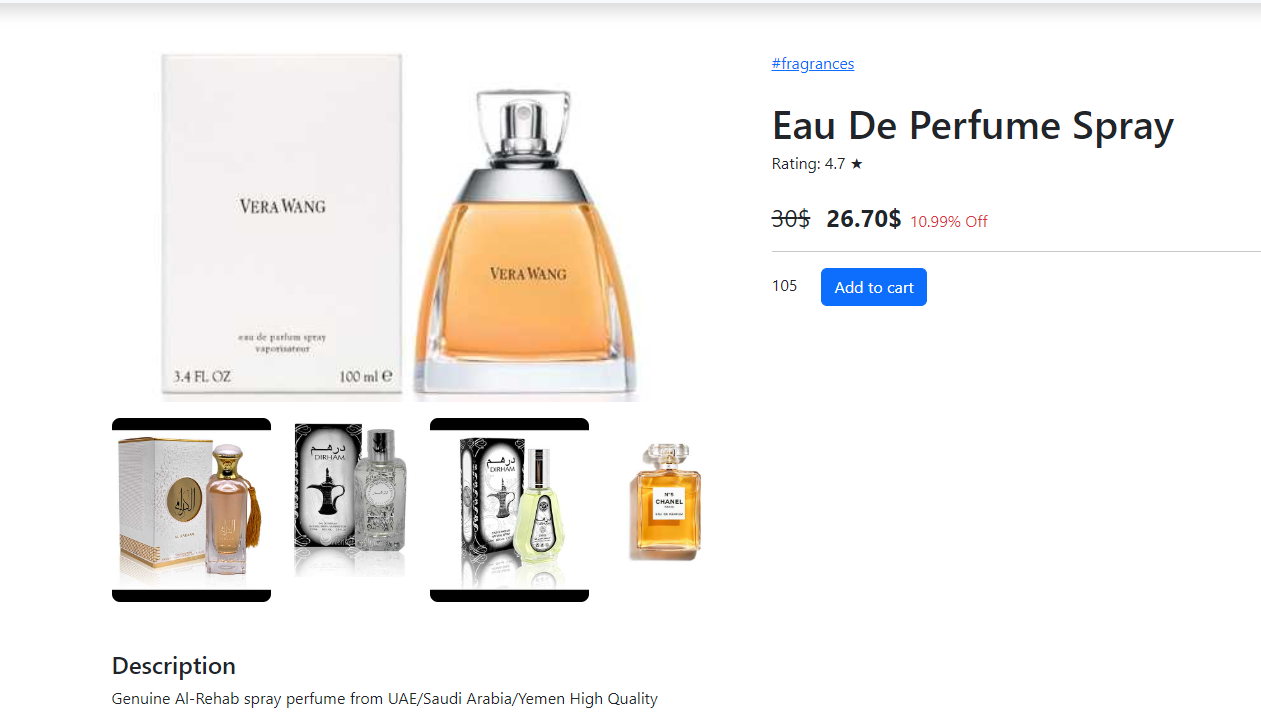 #fragrances
Eau De Perfume Spray
Rating: 4.7 ★
30$ 26.70$ 10.99% Off
105 Add to cart
VERA WANG
eau de parfum spray
vaporisateur
3.4 FL OZ 100 ml ℮
VERA WANG
درهم
DIRHAM
درهم
DIRHAM
N°5
CHANEL
PARIS
EAU DE PARFUM
Description
Genuine Al-Rehab spray perfume from UAE/Saudi Arabia/Yemen High Quality